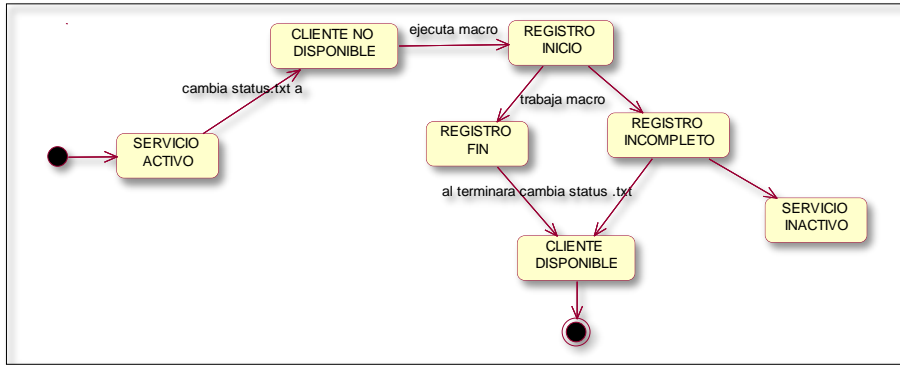 CLIENTE NO
DISPONIBLE
ejecuta macro
REGISTRO
INICIO
cambia status.txt a
trabaja macro
SERVICIO
ACTIVO
REGISTRO
FIN
REGISTRO
INCOMPLETO
al terminara cambia status .txt
SERVICIO
INACTIVO
CLIENTE
DISPONIBLE